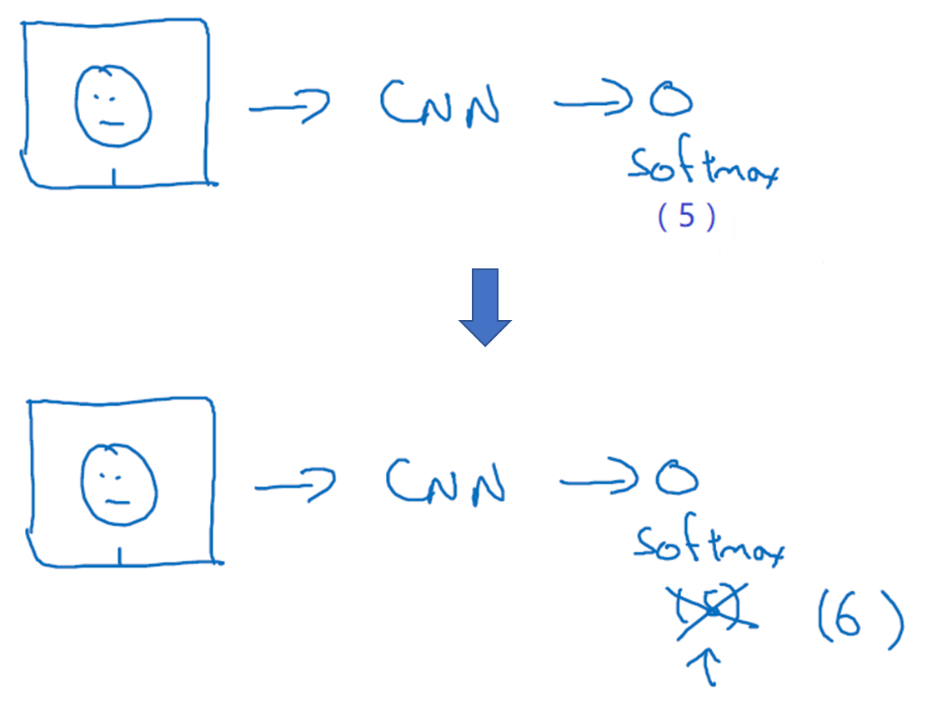 → CNN → O
softmax
( 5 )
→ CNN → O
softmax
(5) (6)